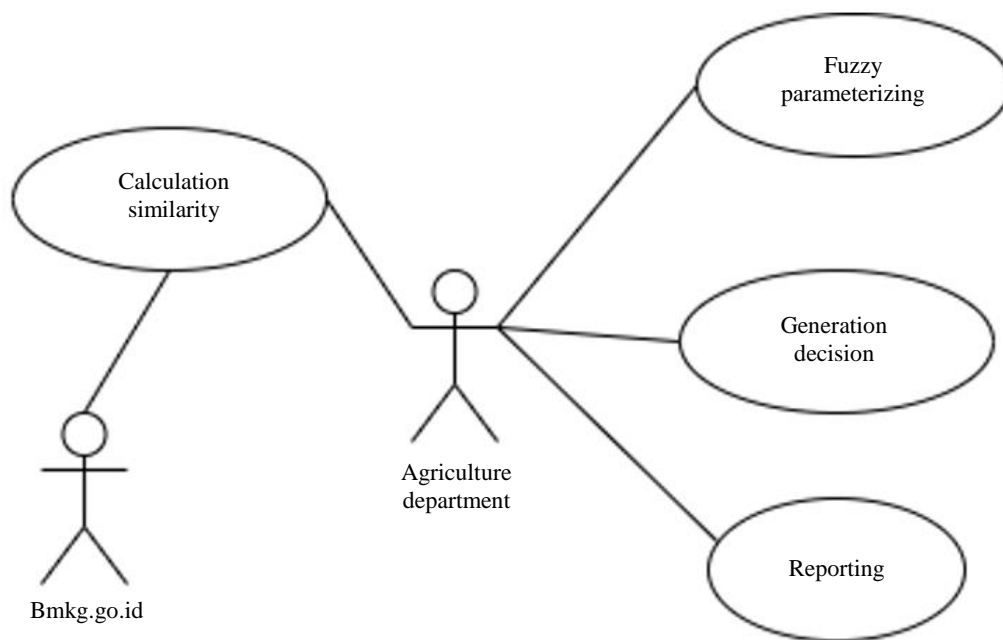 Fuzzy
parameterizing
Calculation
similarity
Generation
decision
Agriculture
department
Reporting
Bmkg.go.id